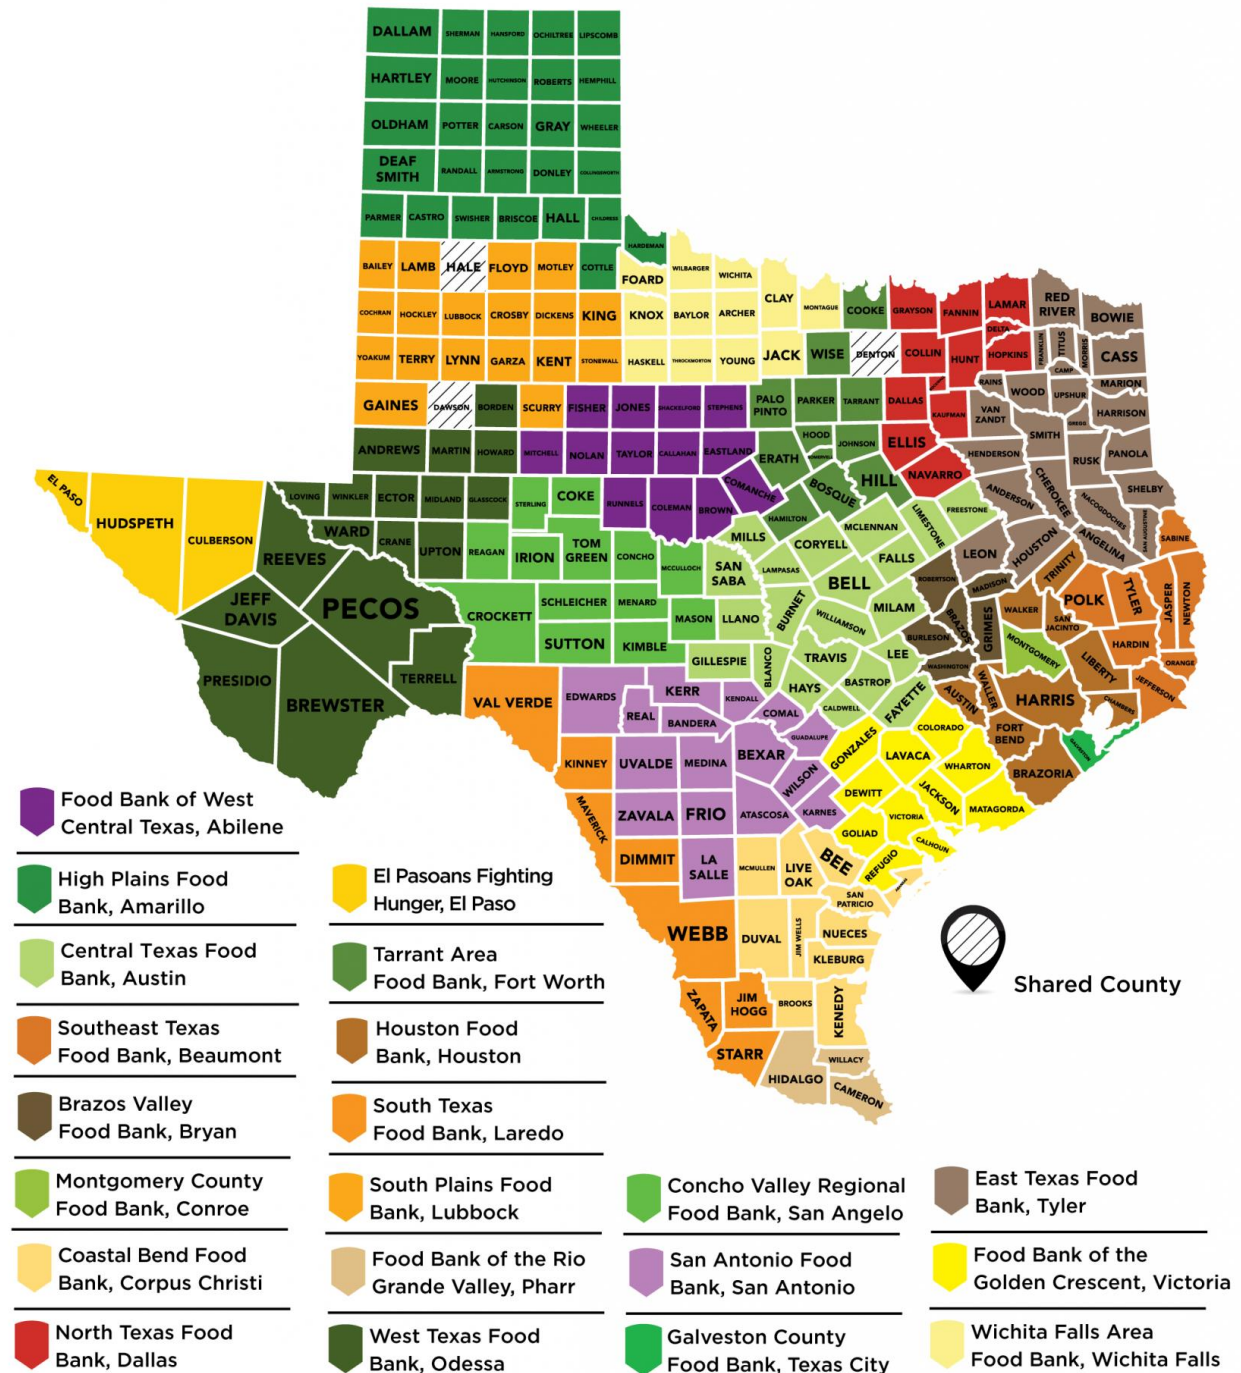 DALLAM
SHERMAN
HANSFORD
OCHILTREE
LIPSCOMB
HARTLEY
MOORE
HUTCHINSON
ROBERTS
HEMPHILL
OLDHAM
POTTER
CARSON
GRAY
WHEELER
DEAF
SMITH
RANDALL
ARMSTRONG
DONLEY
COLLINGSWORTH
PARMER
CASTRO
SWISHER
BRISCOE
HALL
CHILDRESS
HARDEMAN
BAILEY
LAMB
HALE
FLOYD
MOTLEY
COTTLE
FOARD
WILBARGER
WICHITA
CLAY
MONTAGUE
COOKE
GRAYSON
FANNIN
LAMAR
RED
RIVER
BOWIE
COCHRAN
HOCKLEY
LUBBOCK
CROSBY
DICKENS
KING
KNOX
BAYLOR
ARCHER
DELTA
FRANKLIN
TITUS
MORRIS
CASS
YOAKUM
TERRY
LYNN
GARZA
KENT
STONEWALL
HASKELL
THROCKMORTON
YOUNG
JACK
WISE
DENTON
COLLIN
HUNT
HOPKINS
CAMP
MARION
GAINES
DAWSON
BORDEN
SCURRY
FISHER
JONES
SHACKELFORD
STEPHENS
PALO
PINTO
PARKER
TARRANT
DALLAS
KAUFMAN
RAINS
WOOD
UPSHUR
HARRISON
VAN
ZANDT
GREGG
ANDREWS
MARTIN
HOWARD
MITCHELL
NOLAN
TAYLOR
CALLAHAN
EASTLAND
ERATH
HOOD
SOMERVELL
JOHNSON
ELLIS
HENDERSON
SMITH
RUSK
PANOLA
EL PASO
HUDSPETH
CULBERSON
LOVING
WINKLER
ECTOR
MIDLAND
GLASSCOCK
STERLING
COKE
RUNNELS
COLEMAN
BROWN
COMANCHE
HAMILTON
BOSQUE
HILL
NAVARRO
ANDERSON
CHEROKEE
NACOGDOCHES
SHELBY
REEVES
WARD
CRANE
UPTON
REAGAN
IRION
TOM
GREEN
CONCHO
MCCULLOCH
MILLS
SAN
SABA
LAMPASAS
CORYELL
MCLENNAN
LIMESTONE
FREESTONE
FALLS
LEON
HOUSTON
ANGELINA
SAN AUGUSTINE
SABINE
JEFF
DAVIS
PECOS
CROCKETT
SCHLEICHER
MENARD
MASON
LLANO
BURNET
BELL
WILLIAMSON
MILAM
ROBERTSON
MADISON
TRINITY
POLK
TYLER
JASPER
NEWTON
PRESIDIO
BREWSTER
TERRELL
SUTTON
KIMBLE
GILLESPIE
BLANCO
TRAVIS
HAYS
BASTROP
LEE
BURLESON
BRAZOS
GRIMES
WALKER
SAN
JACINTO
MONTGOMERY
LIBERTY
HARDIN
ORANGE
JEFFERSON
VAL VERDE
EDWARDS
KERR
REAL
BANDERA
KENDALL
COMAL
CALDWELL
FAYETTE
WASHINGTON
AUSTIN
WALLER
HARRIS
CHAMBERS
FORT
BEND
GALVESTON
KINNEY
UVALDE
MEDINA
BEXAR
GUADALUPE
WILSON
GONZALES
LAVACA
COLORADO
WHARTON
BRAZORIA
MAVERICK
ZAVALA
FRIO
ATASCOSA
KARNES
DEWITT
JACKSON
MATAGORDA
VICTORIA
CALHOUN
DIMMIT
LA
SALLE
MCMULLEN
LIVE
OAK
BEE
GOLIAD
REFUGIO
SAN
PATRICIO
WEBB
DUVAL
JIM WELLS
NUECES
KLEBURG
ZAPATA
JIM
HOGG
BROOKS
KENEDY
STARR
HIDALGO
WILLACY
CAMERON
Shared County
Food Bank of West
Central Texas, Abilene
High Plains Food
Bank, Amarillo
Central Texas Food
Bank, Austin
Southeast Texas
Food Bank, Beaumont
Brazos Valley
Food Bank, Bryan
Montgomery County
Food Bank, Conroe
Coastal Bend Food
Bank, Corpus Christi
North Texas Food
Bank, Dallas
El Pasoans Fighting
Hunger, El Paso
Tarrant Area
Food Bank, Fort Worth
Houston Food
Bank, Houston
South Texas
Food Bank, Laredo
South Plains Food
Bank, Lubbock
Food Bank of the Rio
Grande Valley, Pharr
West Texas Food
Bank, Odessa
Concho Valley Regional
Food Bank, San Angelo
San Antonio Food
Bank, San Antonio
Galveston County
Food Bank, Texas City
East Texas Food
Bank, Tyler
Food Bank of the
Golden Crescent, Victoria
Wichita Falls Area
Food Bank, Wichita Falls